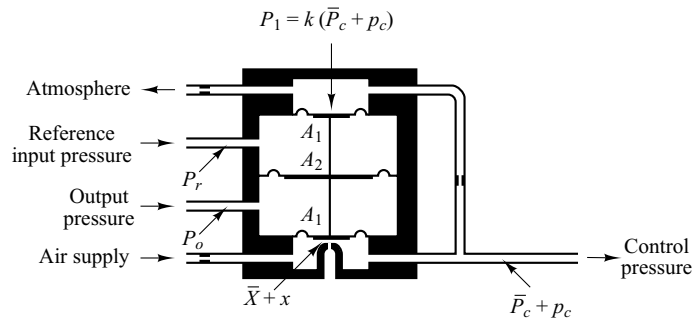 P₁ = k (P̅c + pc)
Atmosphere
Reference
input pressure
A₁
A₂
Pr
Output
pressure
A₁
Po
Air supply
Control
pressure
X̅ + x
P̅c + pc